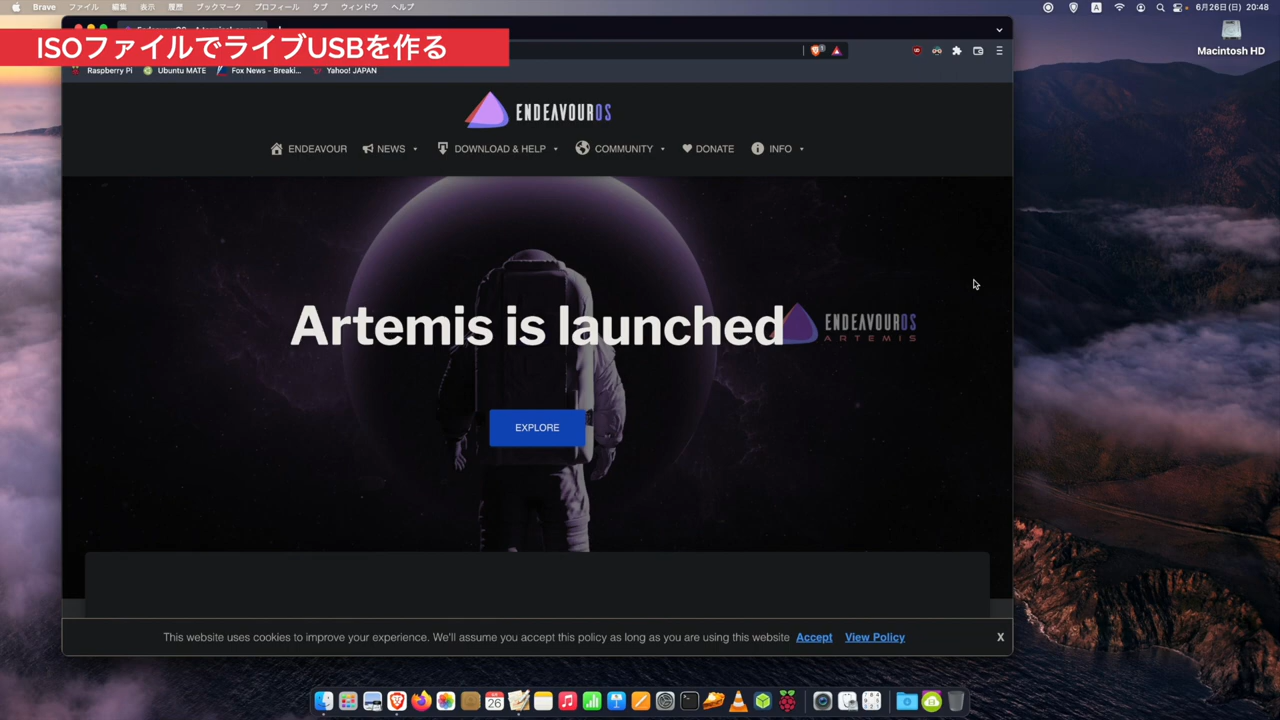 Brave ファイル 編集 表示 履歴 ブックマーク プロフィール タブ ウィンドウ ヘルプ
A 6月26日(日) 20:48
ISOファイルでライブUSBを作る
Macintosh HD
Raspberry Pi Ubuntu MATE Fox News - Breaki... Yahoo! JAPAN
ENDEAVOUROS
ENDEAVOUR NEWS DOWNLOAD & HELP COMMUNITY DONATE INFO
Artemis is launched
ENDEAVOUROS
ARTEMIS
EXPLORE
This website uses cookies to improve your experience. We'll assume you accept this policy as long as you are using this website Accept View Policy X
26